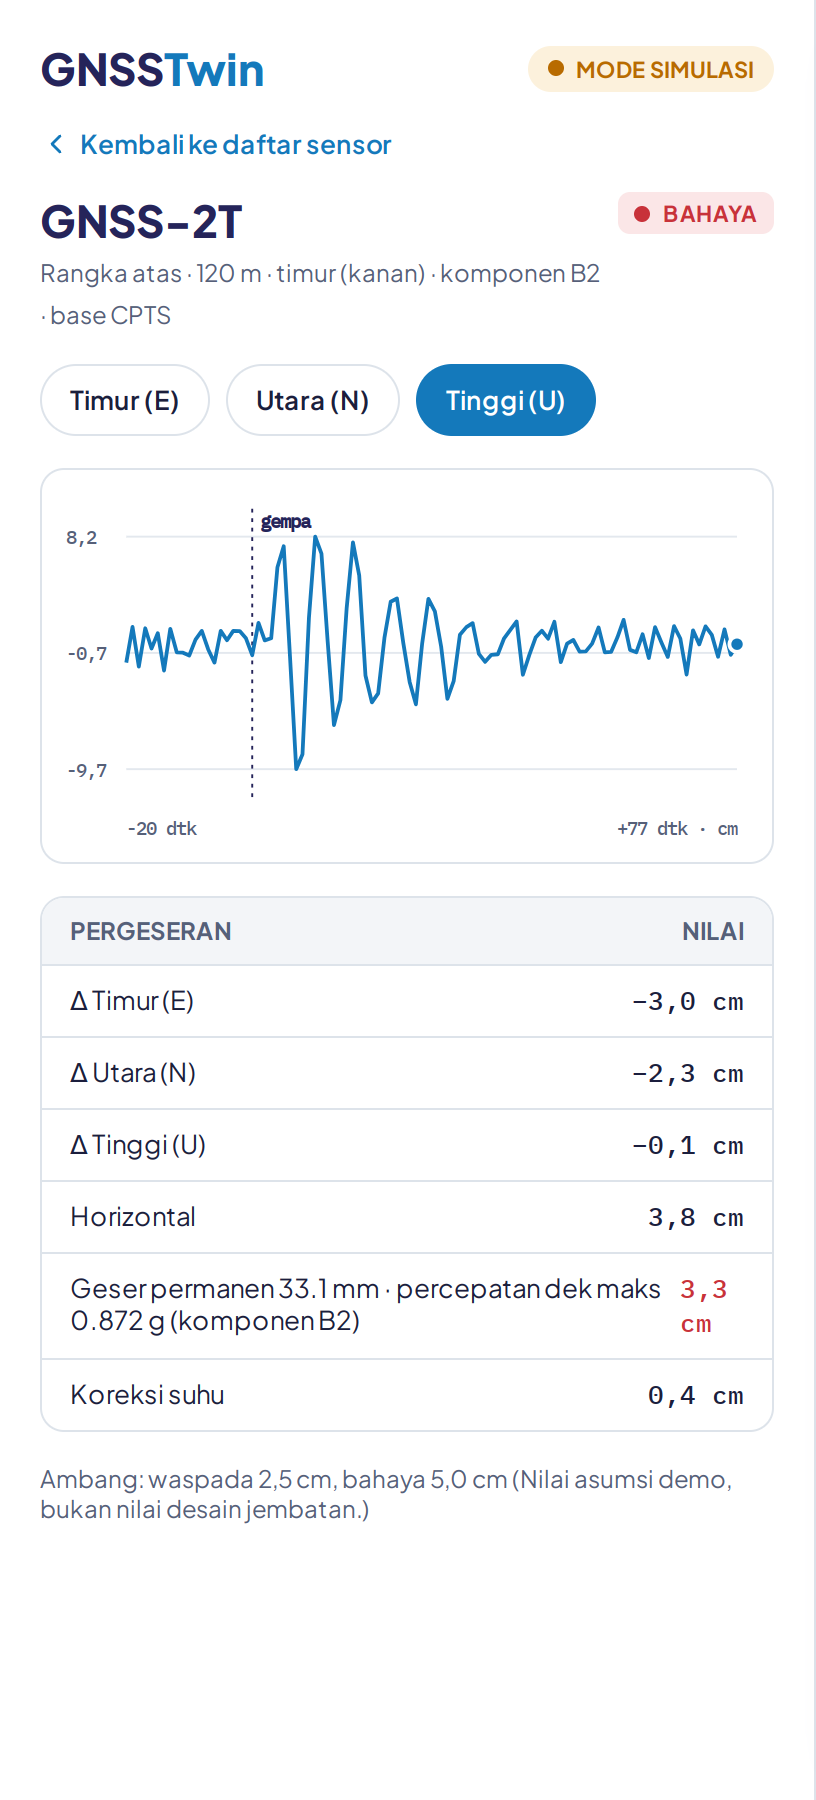 GNSSTwin
MODE SIMULASI
Kembali ke daftar sensor
GNSS-2T
BAHAYA
Rangka atas · 120 m · timur (kanan) · komponen B2
· base CPTS
Timur (E)
Utara (N)
Tinggi (U)
gempa
8,2
-0,7
-9,7
-20 dtk
+77 dtk · cm
PERGESERAN
NILAI
Δ Timur (E)
−3,0 cm
Δ Utara (N)
−2,3 cm
Δ Tinggi (U)
−0,1 cm
Horizontal
3,8 cm
Geser permanen 33.1 mm · percepatan dek maks
0.872 g (komponen B2)
3,3
cm
Koreksi suhu
0,4 cm
Ambang: waspada 2,5 cm, bahaya 5,0 cm (Nilai asumsi demo,
bukan nilai desain jembatan.)